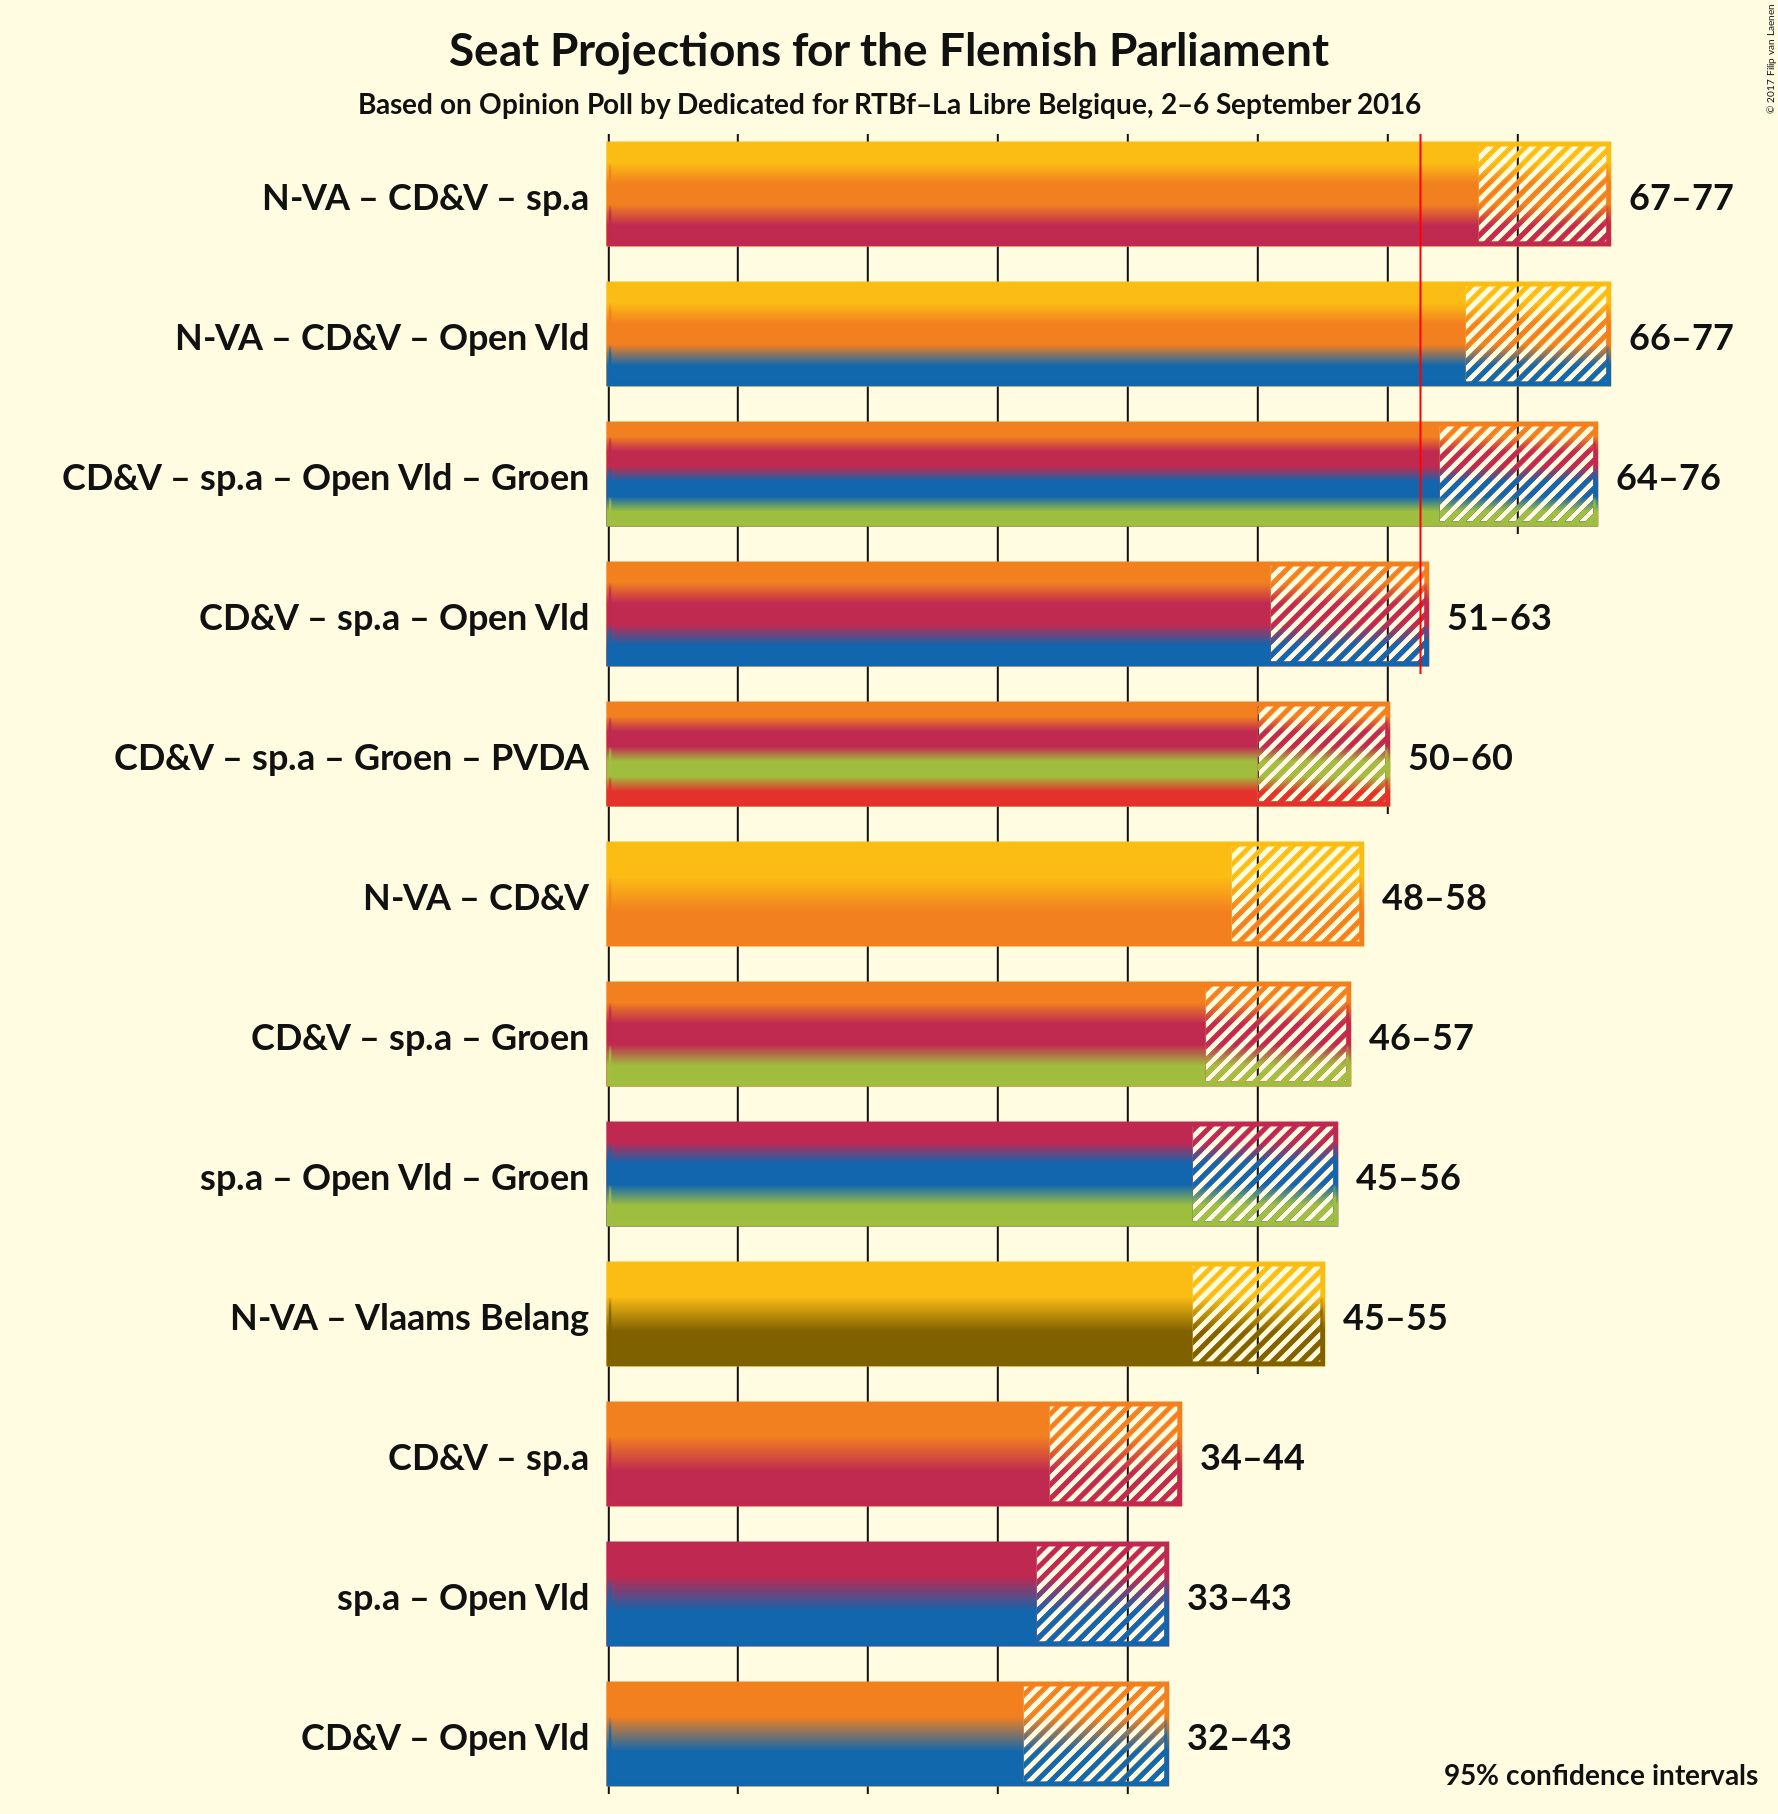 Seat Projections for the Flemish Parliament
Based on Opinion Poll by Dedicated for RTBf–La Libre Belgique, 2–6 September 2016
© 2017 Filip van Laenen
N-VA – CD&V – sp.a 67–77
N-VA – CD&V – Open Vld 66–77
CD&V – sp.a – Open Vld – Groen 64–76
CD&V – sp.a – Open Vld 51–63
CD&V – sp.a – Groen – PVDA 50–60
N-VA – CD&V 48–58
CD&V – sp.a – Groen 46–57
sp.a – Open Vld – Groen 45–56
N-VA – Vlaams Belang 45–55
CD&V – sp.a 34–44
sp.a – Open Vld 33–43
CD&V – Open Vld 32–43
95% confidence intervals